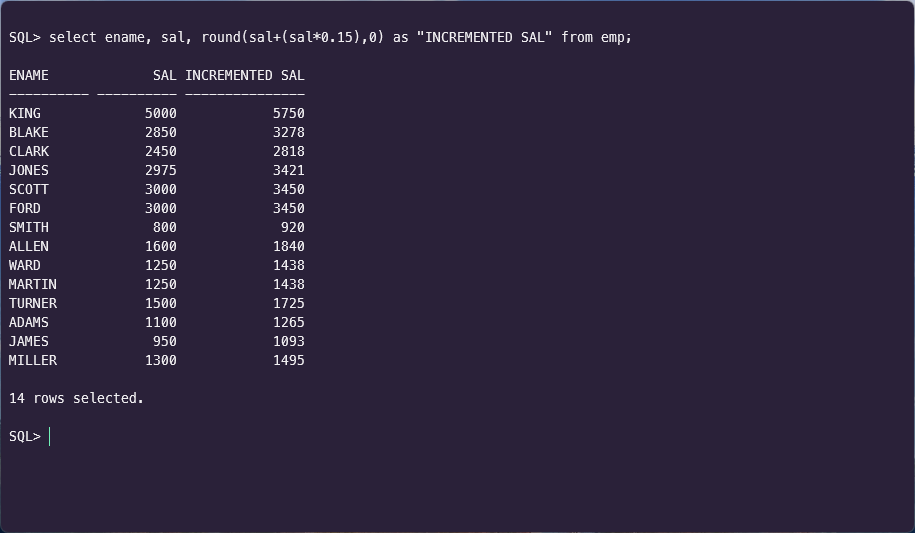 SQL> select ename, sal, round(sal+(sal*0.15),0) as "INCREMENTED SAL" from emp;
ENAME             SAL INCREMENTED SAL
---------- ---------- ---------------
KING             5000            5750
BLAKE            2850            3278
CLARK            2450            2818
JONES            2975            3421
SCOTT            3000            3450
FORD             3000            3450
SMITH             800             920
ALLEN            1600            1840
WARD             1250            1438
MARTIN           1250            1438
TURNER           1500            1725
ADAMS            1100            1265
JAMES             950            1093
MILLER           1300            1495
14 rows selected.
SQL>